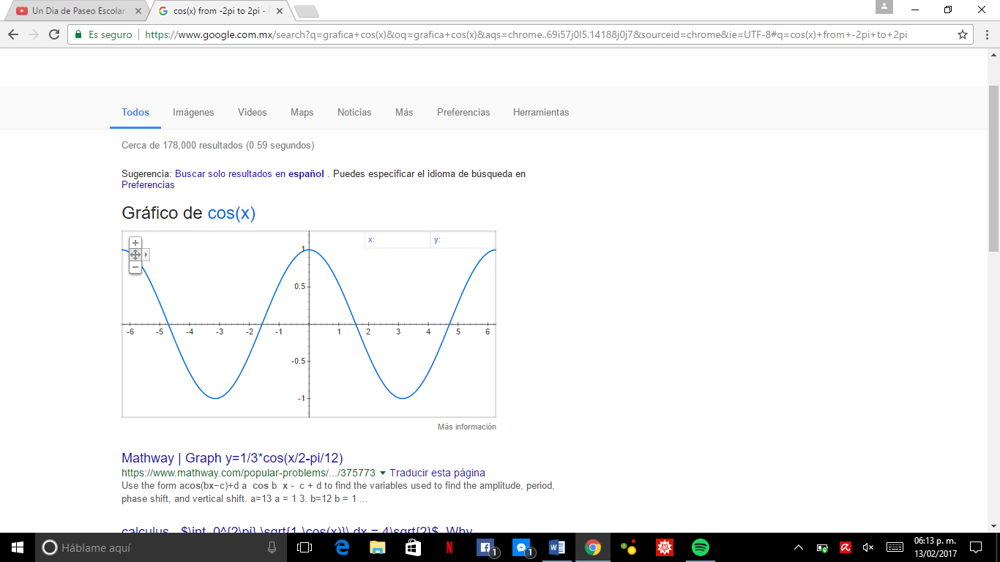 Un Dia de Paseo Escolar
cos(x) from -2pi to 2pi -
Es seguro
https://www.google.com.mx/search?q=grafica+cos(x)&oq=grafica+cos(x)&aqs=chrome..69i57j0l5.14188j0j7&sourceid=chrome&ie=UTF-8#q=cos(x)+from+-2pi+to+2pi
Todos Imágenes Videos Maps Noticias Más Preferencias Herramientas
Cerca de 178,000 resultados (0.59 segundos)
Sugerencia: Buscar solo resultados en español . Puedes especificar el idioma de búsqueda en
Preferencias
Gráfico de cos(x)
x: y:
1
0.5
-6 -5 -4 -3 -2 -1 1 2 3 4 5 6
-0.5
-1
Más información
Mathway | Graph y=1/3*cos(x/2-pi/12)
https://www.mathway.com/popular-problems/.../375773 Traducir esta página
Use the form acos(bx−c)+d a cos b x - c + d to find the variables used to find the amplitude, period,
phase shift, and vertical shift. a=13 a = 1 3. b=12 b = 1 ...
calculus - $\int_0^{2\pi} \sqrt{1-\cos(x)}\ dx = 4\sqrt{2}$. Why
Háblame aquí
1
1
06:13 p. m.
13/02/2017